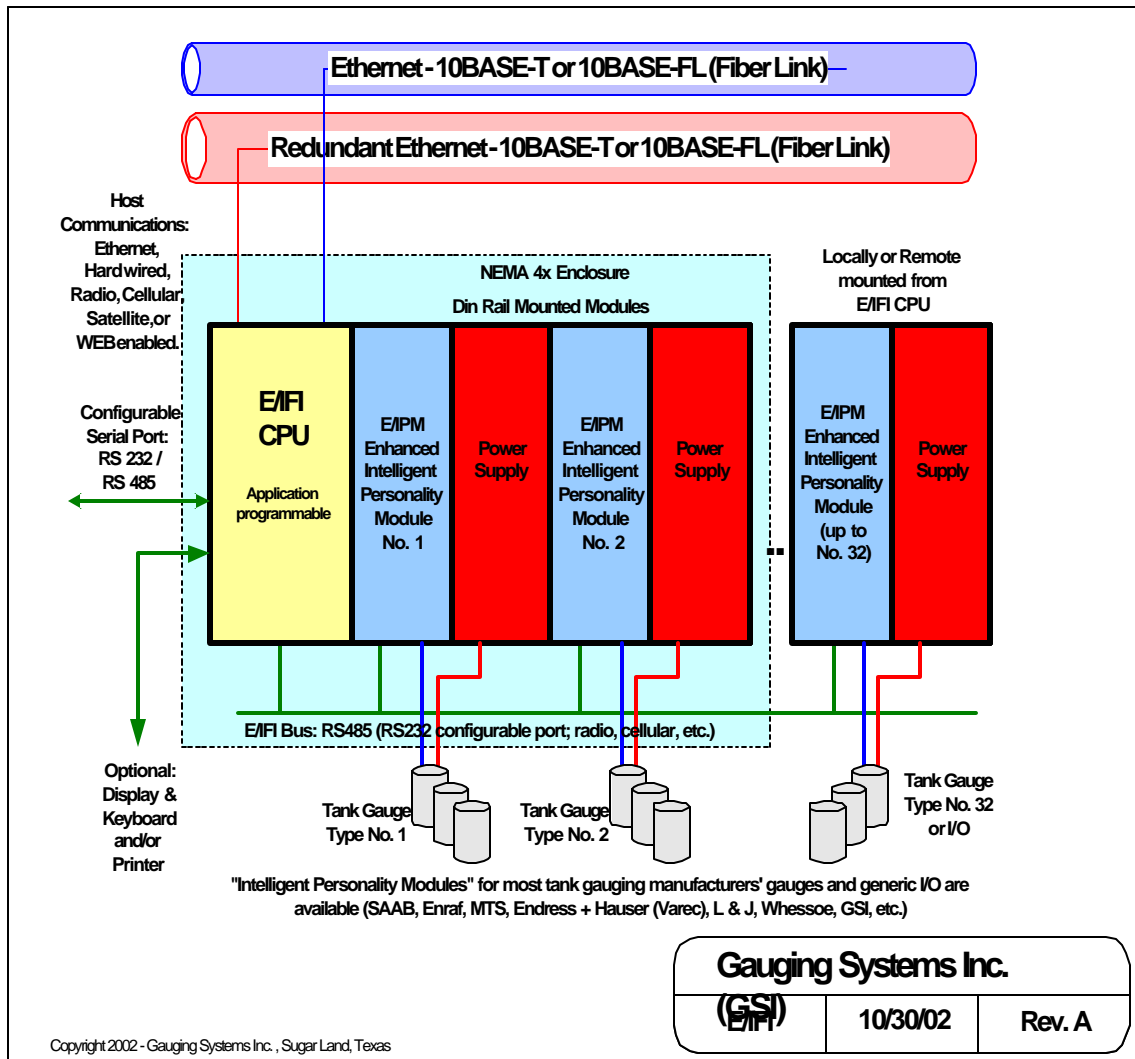 Ethernet - 10BASE-T or 10BASE-FL (Fiber Link)
Redundant Ethernet - 10BASE-T or 10BASE-FL (Fiber Link)
Host
Communications:
Ethernet,
Hardwired,
Radio, Cellular,
Satellite, or
WEB enabled.
NEMA 4x Enclosure
Din Rail Mounted Modules
Locally or Remote
mounted from
E/IFI CPU
Configurable
Serial Port:
RS 232 /
RS 485
E/IFI
CPU
Application
programmable
E/IPM
Enhanced
Intelligent
Personality
Module
No. 1
Power
Supply
E/IPM
Enhanced
Intelligent
Personality
Module
No. 2
Power
Supply
E/IPM
Enhanced
Intelligent
Personality
Module
(up to
No. 32)
Power
Supply
E/IFI Bus: RS485 (RS232 configurable port; radio, cellular, etc.)
Optional:
Display &
Keyboard
and/or
Printer
Tank Gauge
Type No. 1
Tank Gauge
Type No. 2
Tank Gauge
Type No. 32
or I/O
"Intelligent Personality Modules" for most tank gauging manufacturers' gauges and generic I/O are
available (SAAB, Enraf, MTS, Endress + Hauser (Varec), L & J, Whessoe, GSI, etc.)
Gauging Systems Inc.
(GSI)
E/IFI
10/30/02
Rev. A
Copyright 2002 - Gauging Systems Inc. , Sugar Land, Texas